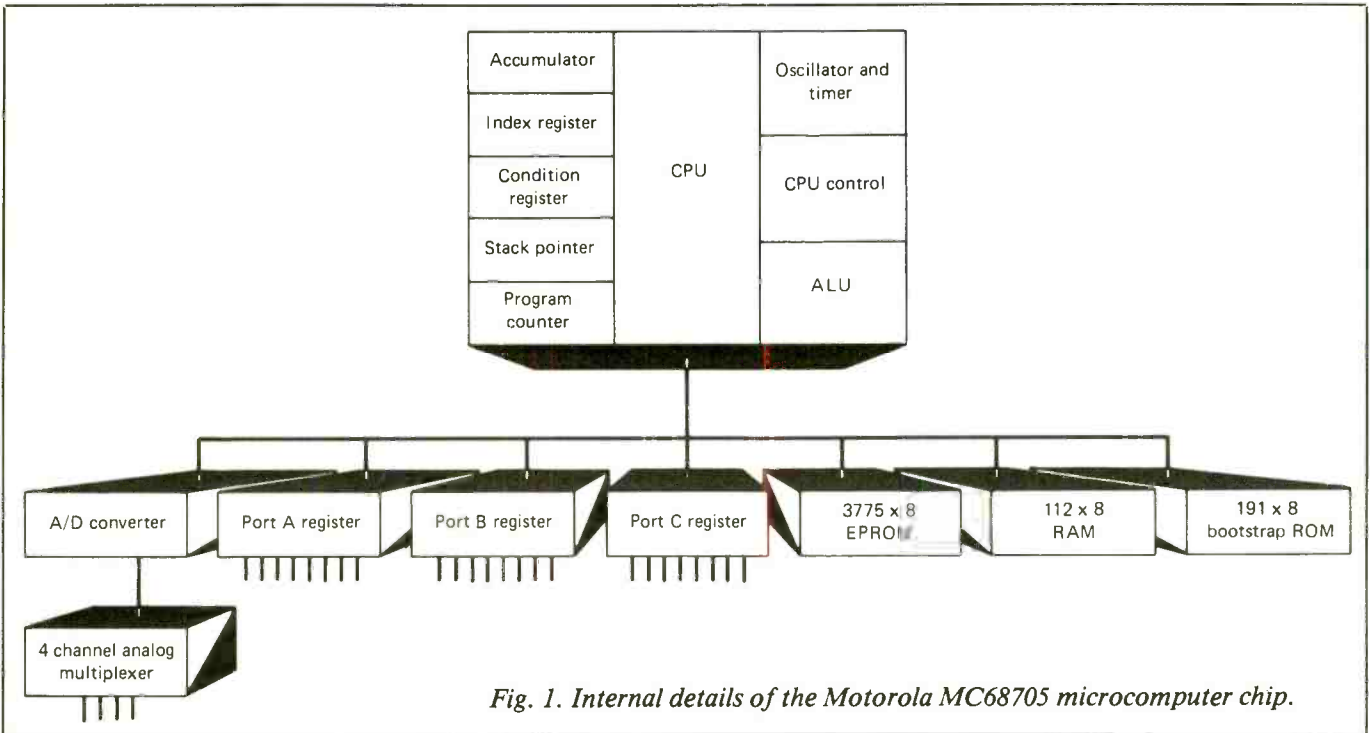 Accumulator
Index register
Condition
register
Stack pointer
Program
counter
CPU
Oscillator and
timer
CPU control
ALU
A/D converter
Port A register
Port B register
Port C register
3775 x 8
EPROM
112 x 8
RAM
191 x 8
bootstrap ROM
4 channel analog
multiplexer
Fig. 1. Internal details of the Motorola MC68705 microcomputer chip.